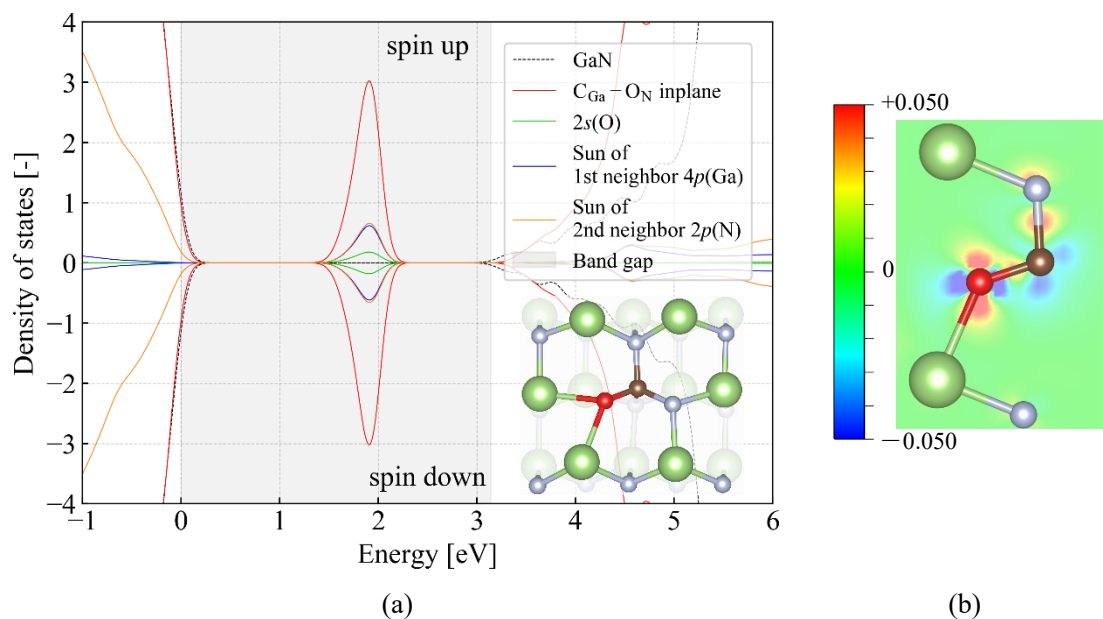 spin up
GaN
C_Ga − O_N inplane
2s(O)
Sun of
1st neighbor 4p(Ga)
Sun of
2nd neighbor 2p(N)
Band gap
spin down
Density of states [-]
4
3
2
1
0
−1
−2
−3
−4
−1 0 1 2 3 4 5 6
Energy [eV]
(a)
+0.050
0
−0.050
(b)